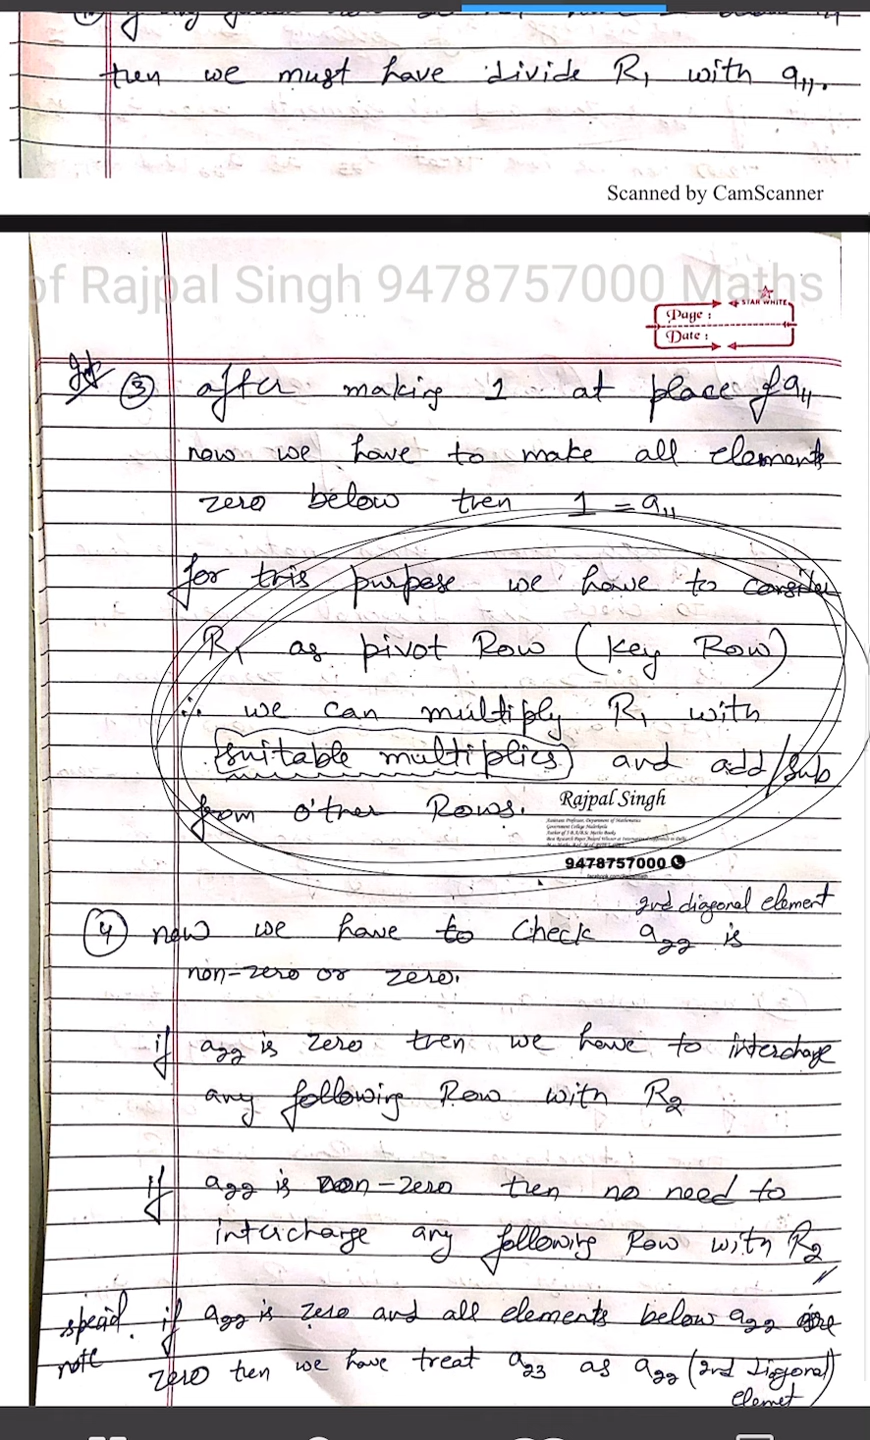 then we must have divide R₁ with a₁₁.
Scanned by CamScanner
of Rajpal Singh 9478757000 Maths
STAR WHITE
Page :
Date :
③ after making 1 at place of a₁₁
now we have to make all elements
zero below then 1 = a₁₁
for this purpose we have to consider
R₁ as pivot Row (Key Row)
∴ we can multiply R₁ with
(suitable multiplics) and add/sub
from other Rows.
Rajpal Singh
9478757000
2nd diagonal element
④ now we have to Check a₂₂ is
non-zero or zero.
if a₂₂ is zero then we have to interchage
any following Row with R₂
if a₂₂ is non-zero then no need to
interchage any following Row with R₂
if a₂₂ is zero and all elements below a₂₂ are
note zero then we have treat a₂₃ as a₂₂ (2nd diagonal)
elemet